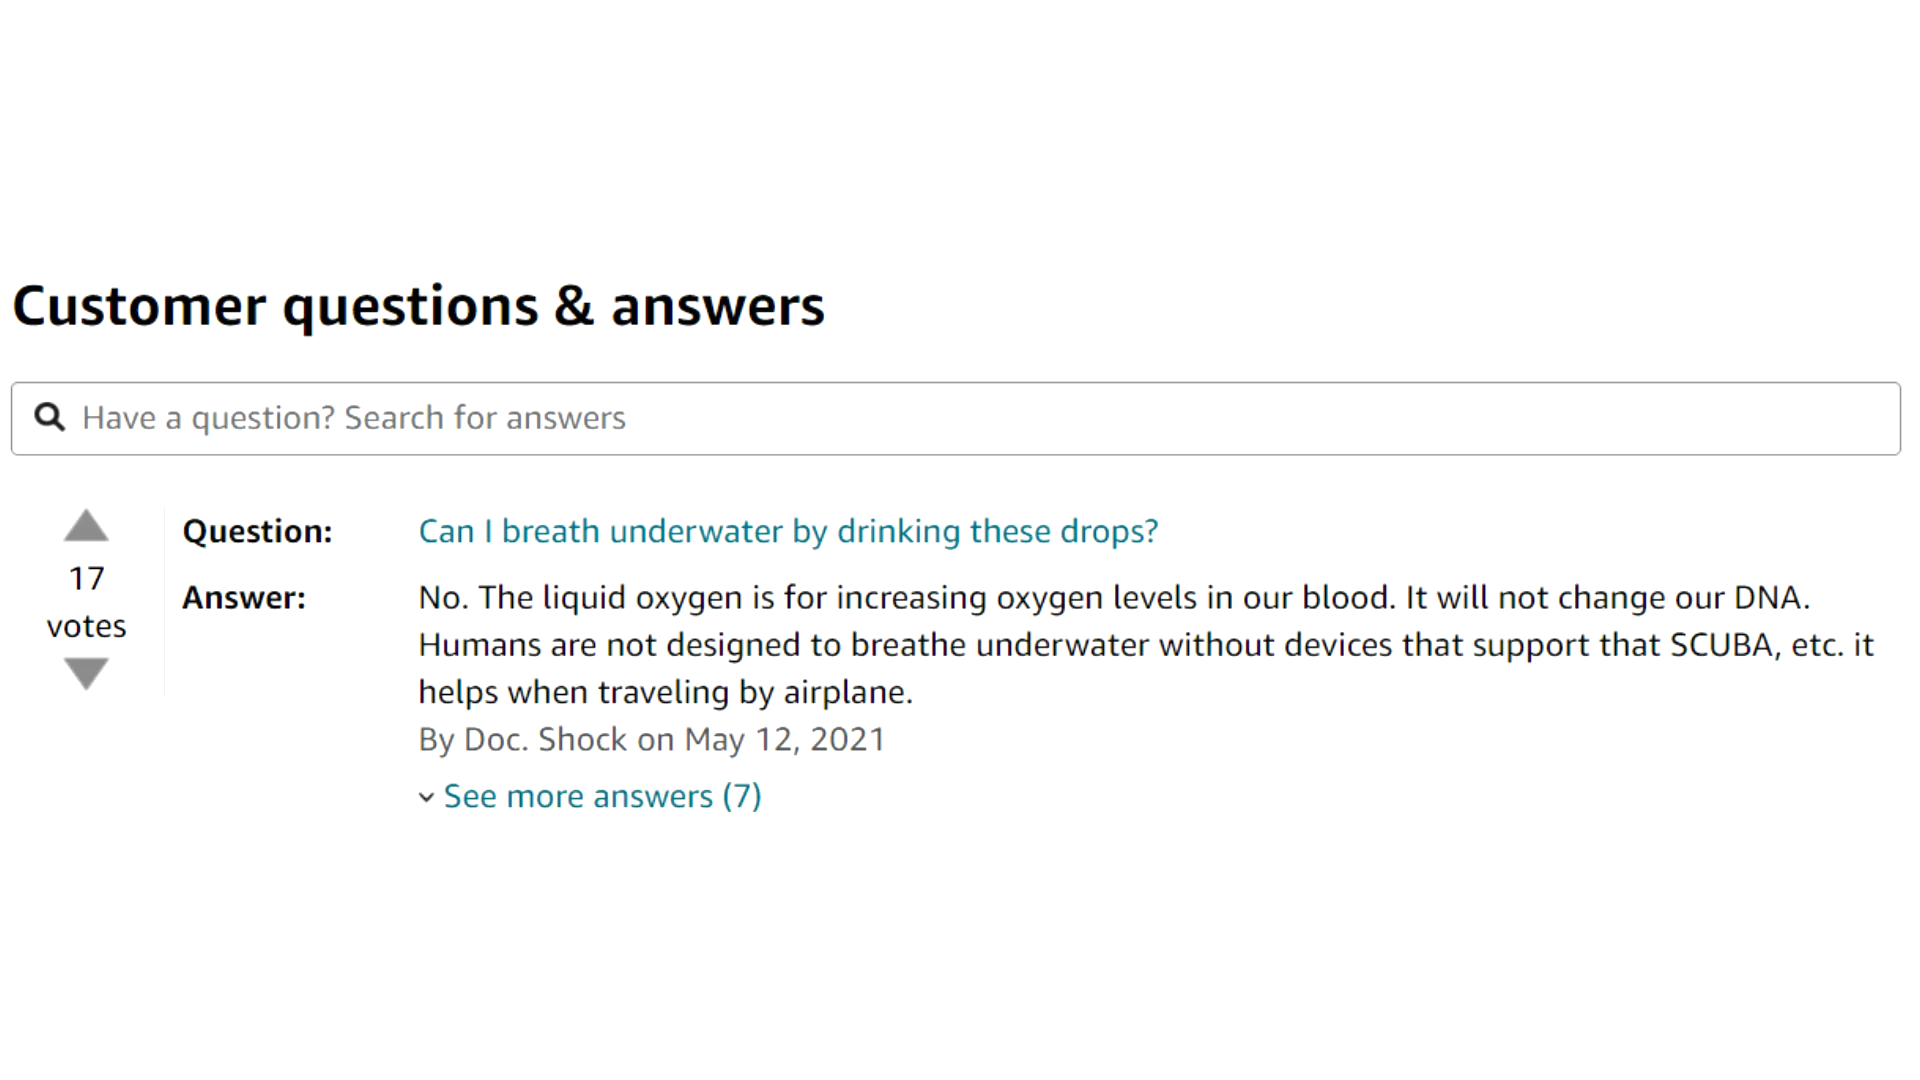 Customer questions & answers
Have a question? Search for answers
17
votes
Question:
Can I breath underwater by drinking these drops?
Answer:
No. The liquid oxygen is for increasing oxygen levels in our blood. It will not change our DNA.
Humans are not designed to breathe underwater without devices that support that SCUBA, etc. it
helps when traveling by airplane.
By Doc. Shock on May 12, 2021
See more answers (7)